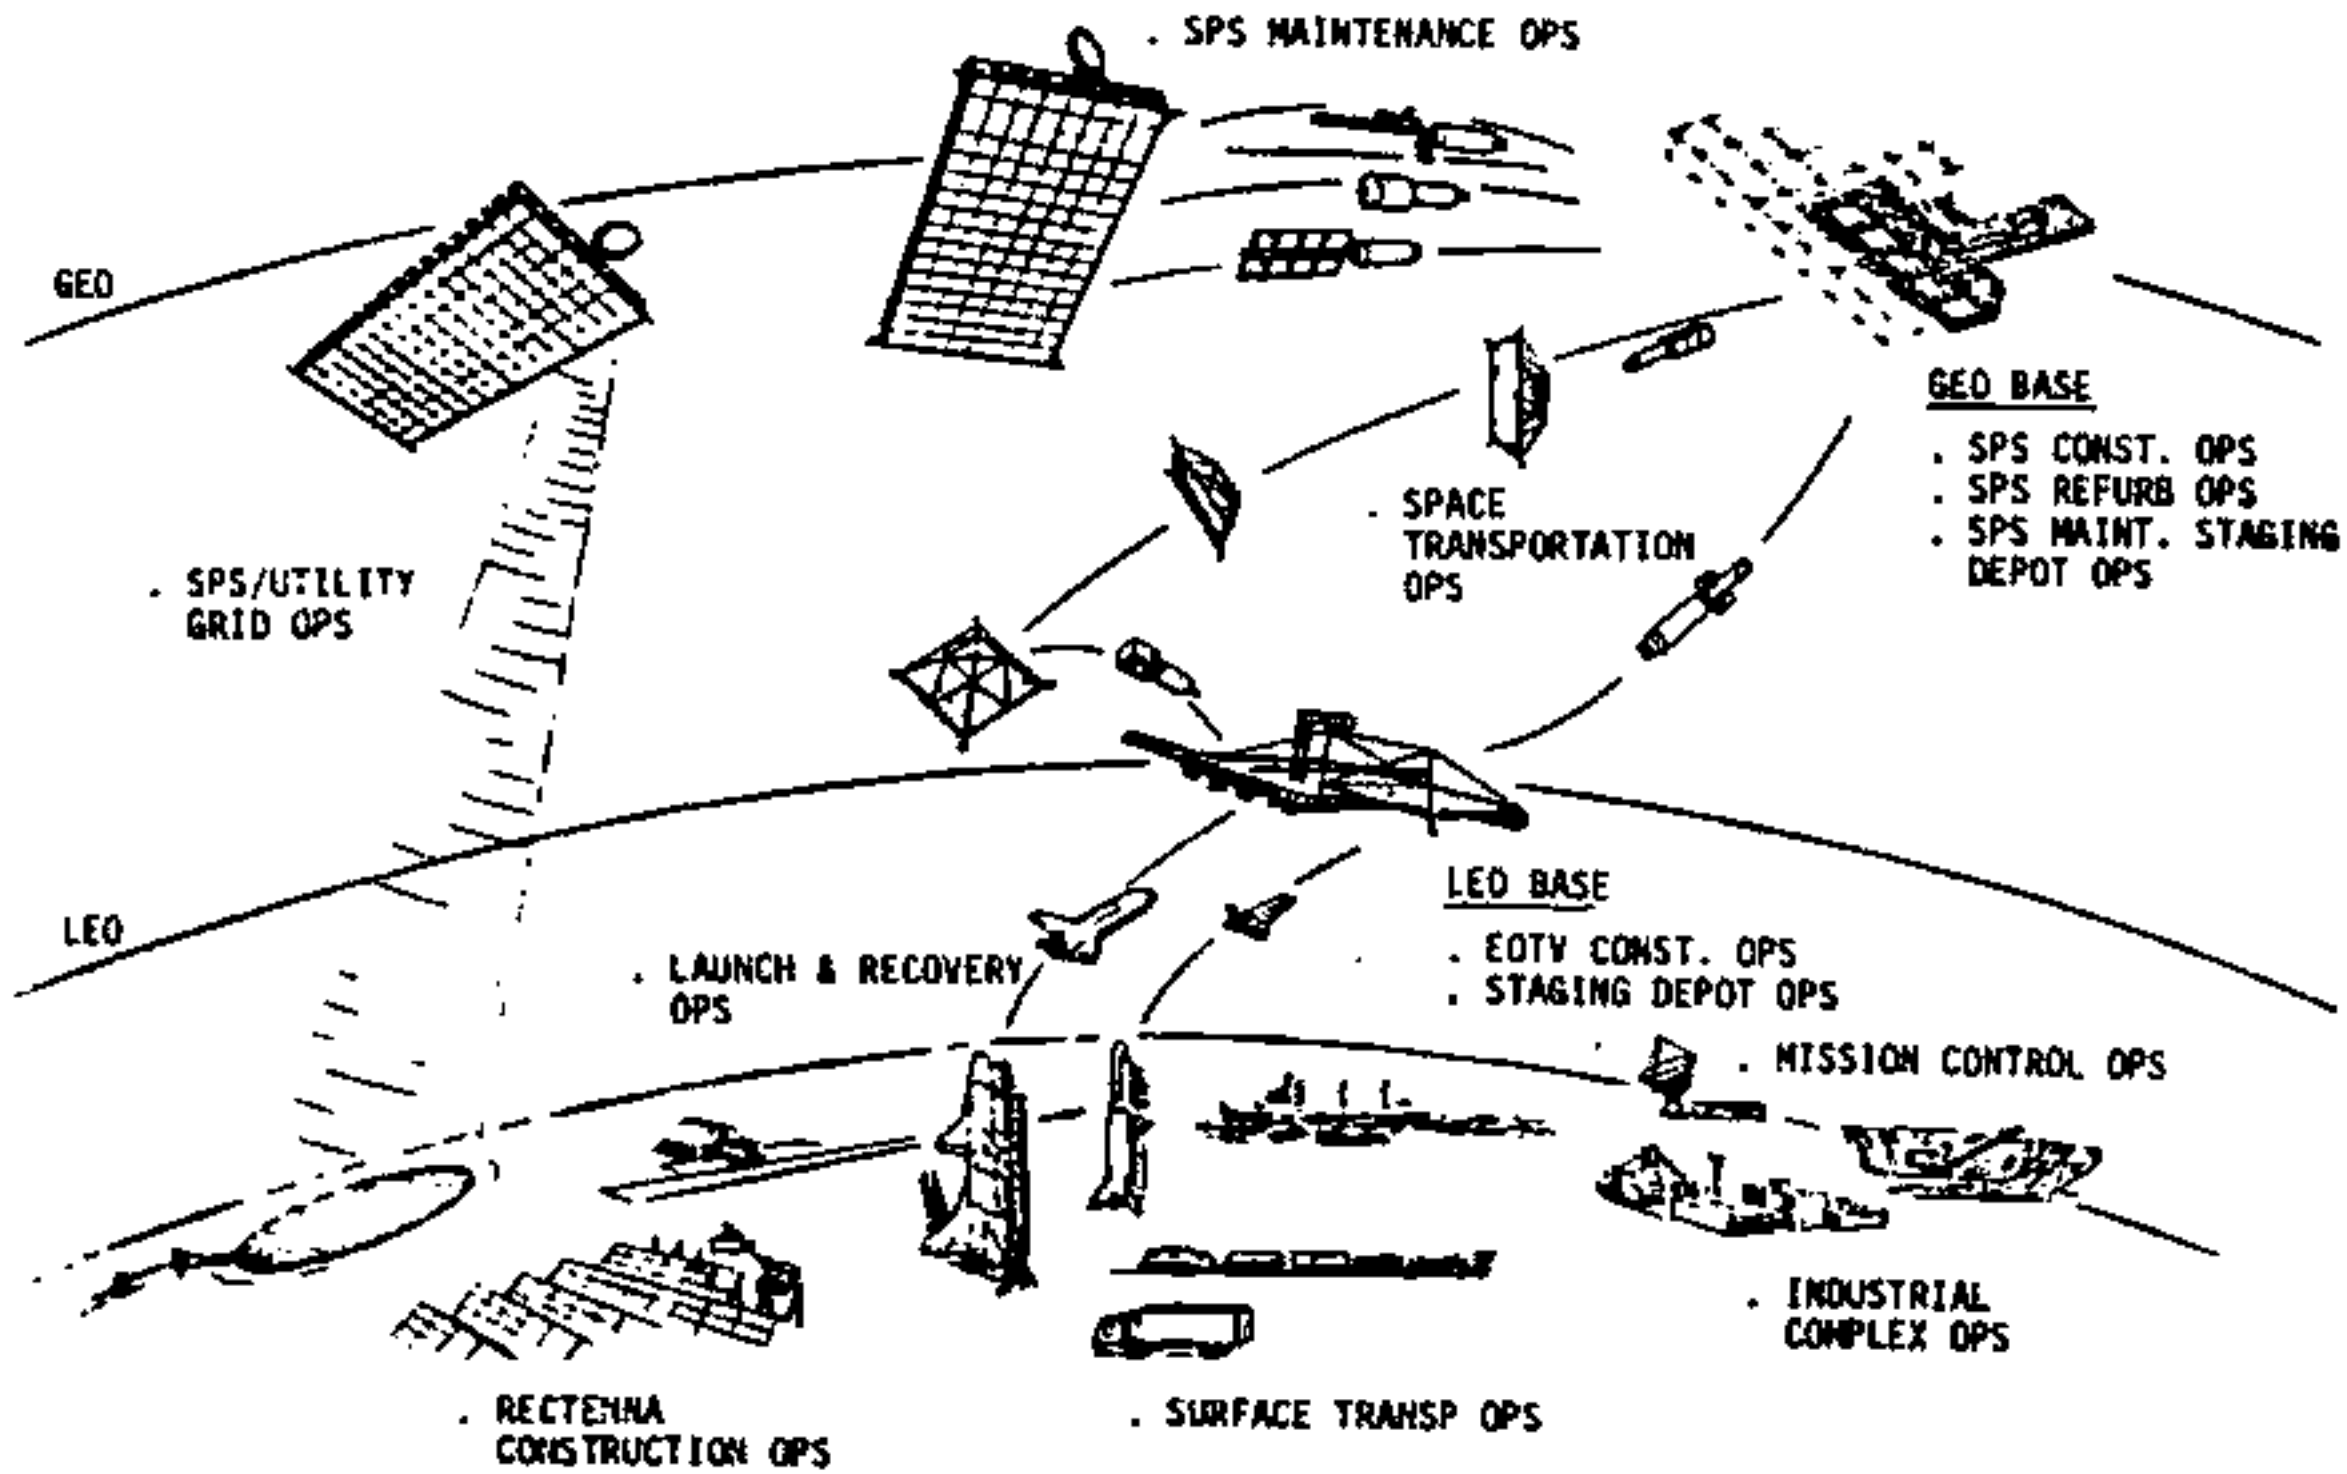 . SPS MAINTENANCE OPS
GEO
GEO BASE
. SPS CONST. OPS
. SPS REFURB OPS
. SPS MAINT. STAGING
DEPOT OPS
. SPACE
TRANSPORTATION
OPS
. SPS/UTILITY
GRID OPS
LEO
LEO BASE
. EOTV CONST. OPS
. STAGING DEPOT OPS
. LAUNCH & RECOVERY
OPS
. MISSION CONTROL OPS
. INDUSTRIAL
COMPLEX OPS
. RECTENNA
CONSTRUCTION OPS
. SURFACE TRANSP OPS